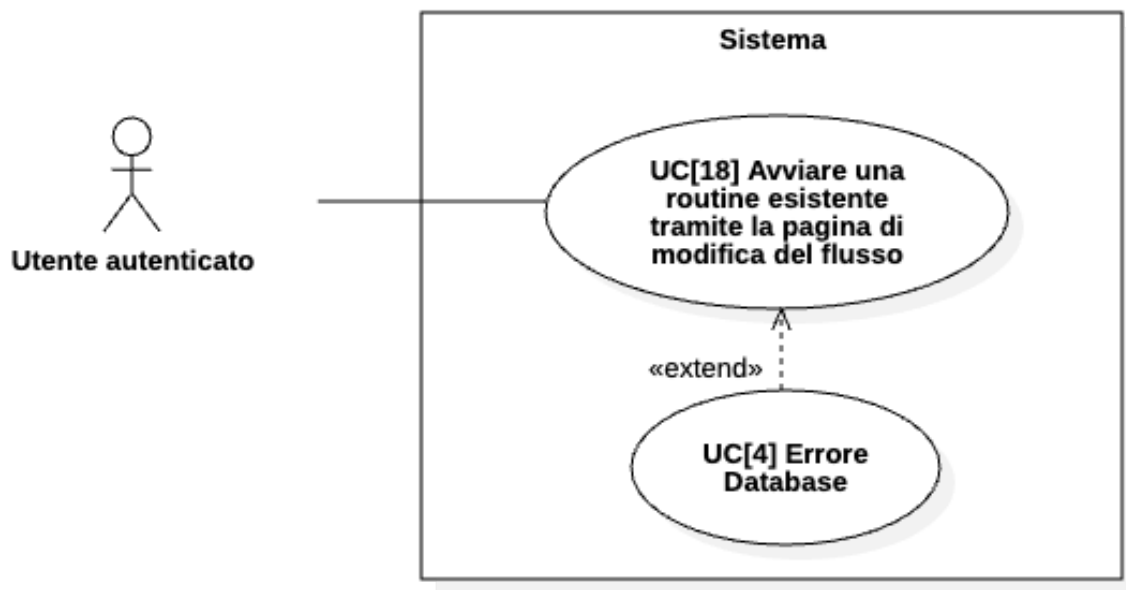 Sistema
UC[18] Avviare una
routine esistente
tramite la pagina di
modifica del flusso
Utente autenticato
«extend»
UC[4] Errore
Database